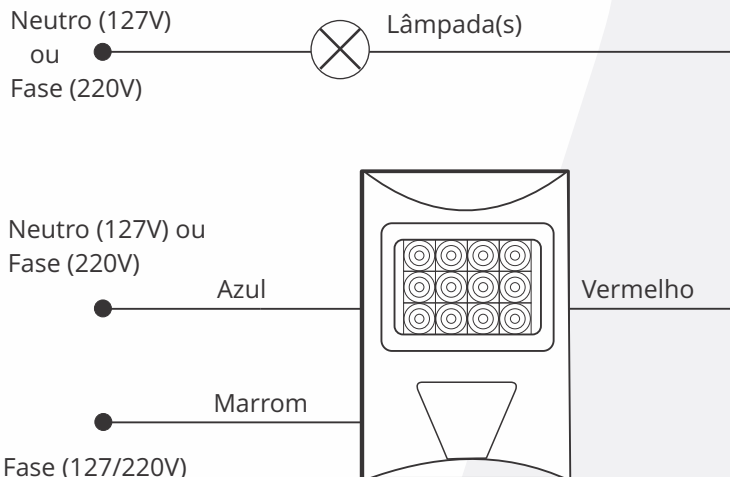 Neutro (127V)
ou
Fase (220V)
Lâmpada(s)
Neutro (127V) ou
Fase (220V)
Azul
Vermelho
Marrom
Fase (127/220V)